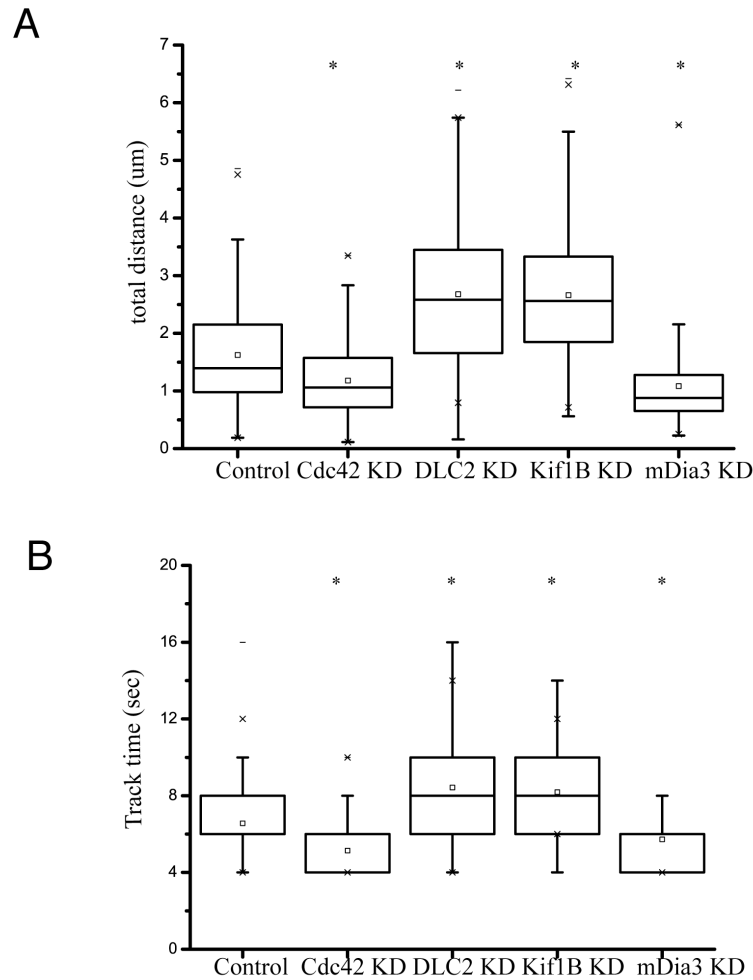 A
7
* * * *
6
5
4
3
2
1
0
total distance (um)
Control Cdc42 KD DLC2 KD Kif1B KD mDia3 KD
B
20
* * * *
16
12
8
4
0
Track time (sec)
Control Cdc42 KD DLC2 KD Kif1B KD mDia3 KD